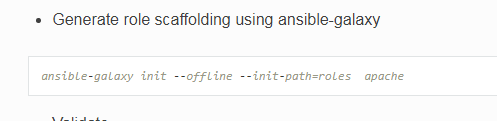 Generate role scaffolding using ansible-galaxy
ansible-galaxy init --offline --init-path=roles  apache